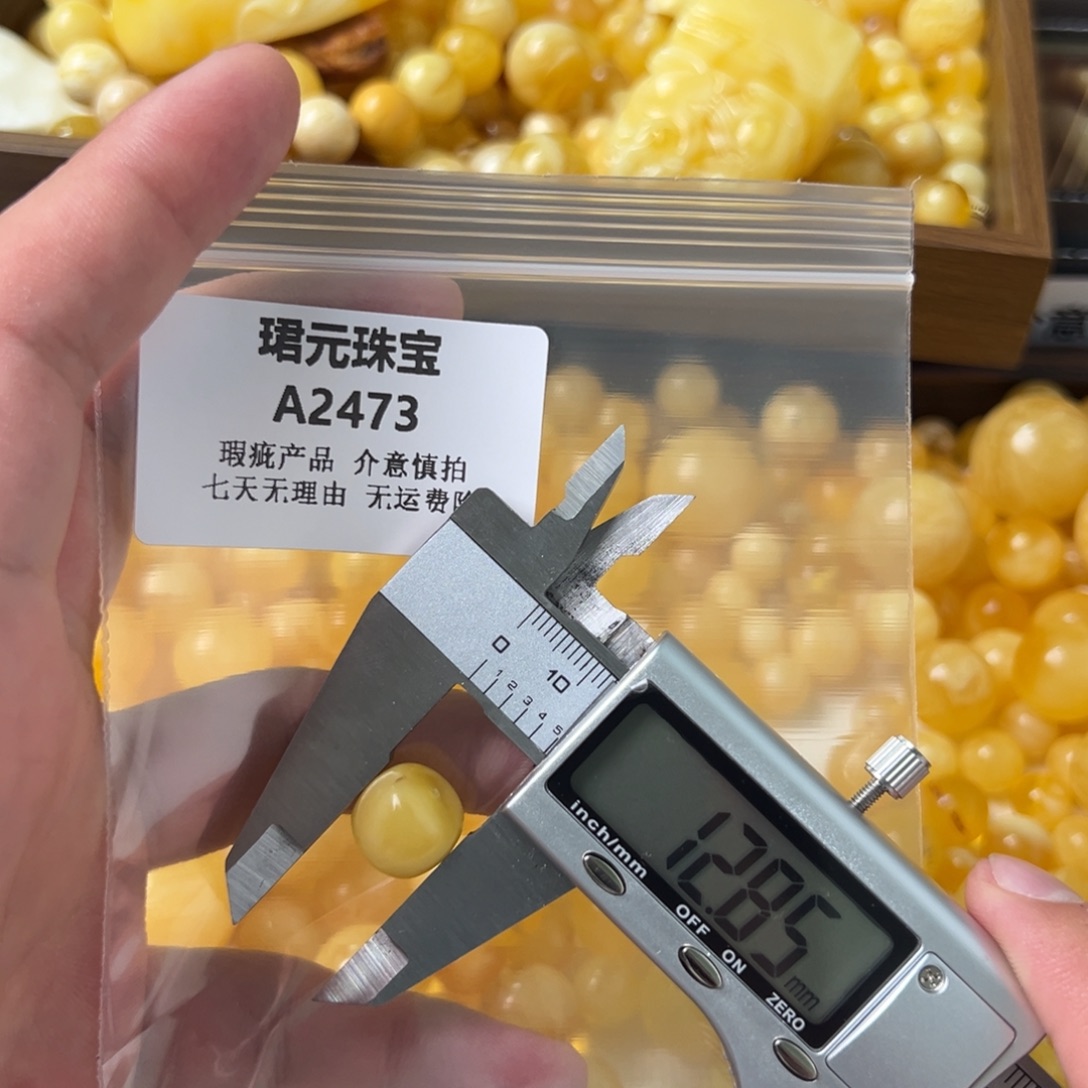 珺元珠宝
A2473
瑕疵产品 介意慎拍
七天无理由 无运费
0 10
1 2 3 4 5
12.85 mm
inch/mm
OFF ON
ZERO
意